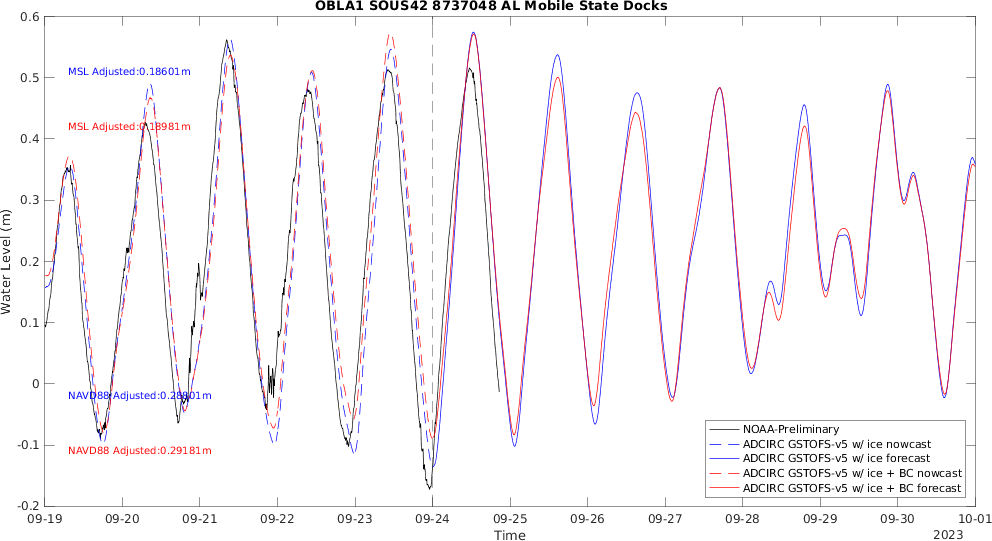 OBLA1 SOUS42 8737048 AL Mobile State Docks
0.6
0.5
0.4
0.3
0.2
0.1
0
-0.1
-0.2
Water Level (m)
MSL Adjusted:0.18601m
MSL Adjusted:0.18981m
NAVD88 Adjusted:0.28801m
NAVD88 Adjusted:0.29181m
NOAA-Preliminary
ADCIRC GSTOFS-v5 w/ ice nowcast
ADCIRC GSTOFS-v5 w/ ice forecast
ADCIRC GSTOFS-v5 w/ ice + BC nowcast
ADCIRC GSTOFS-v5 w/ ice + BC forecast
09-19 09-20 09-21 09-22 09-23 09-24 09-25 09-26 09-27 09-28 09-29 09-30 10-01
Time
2023